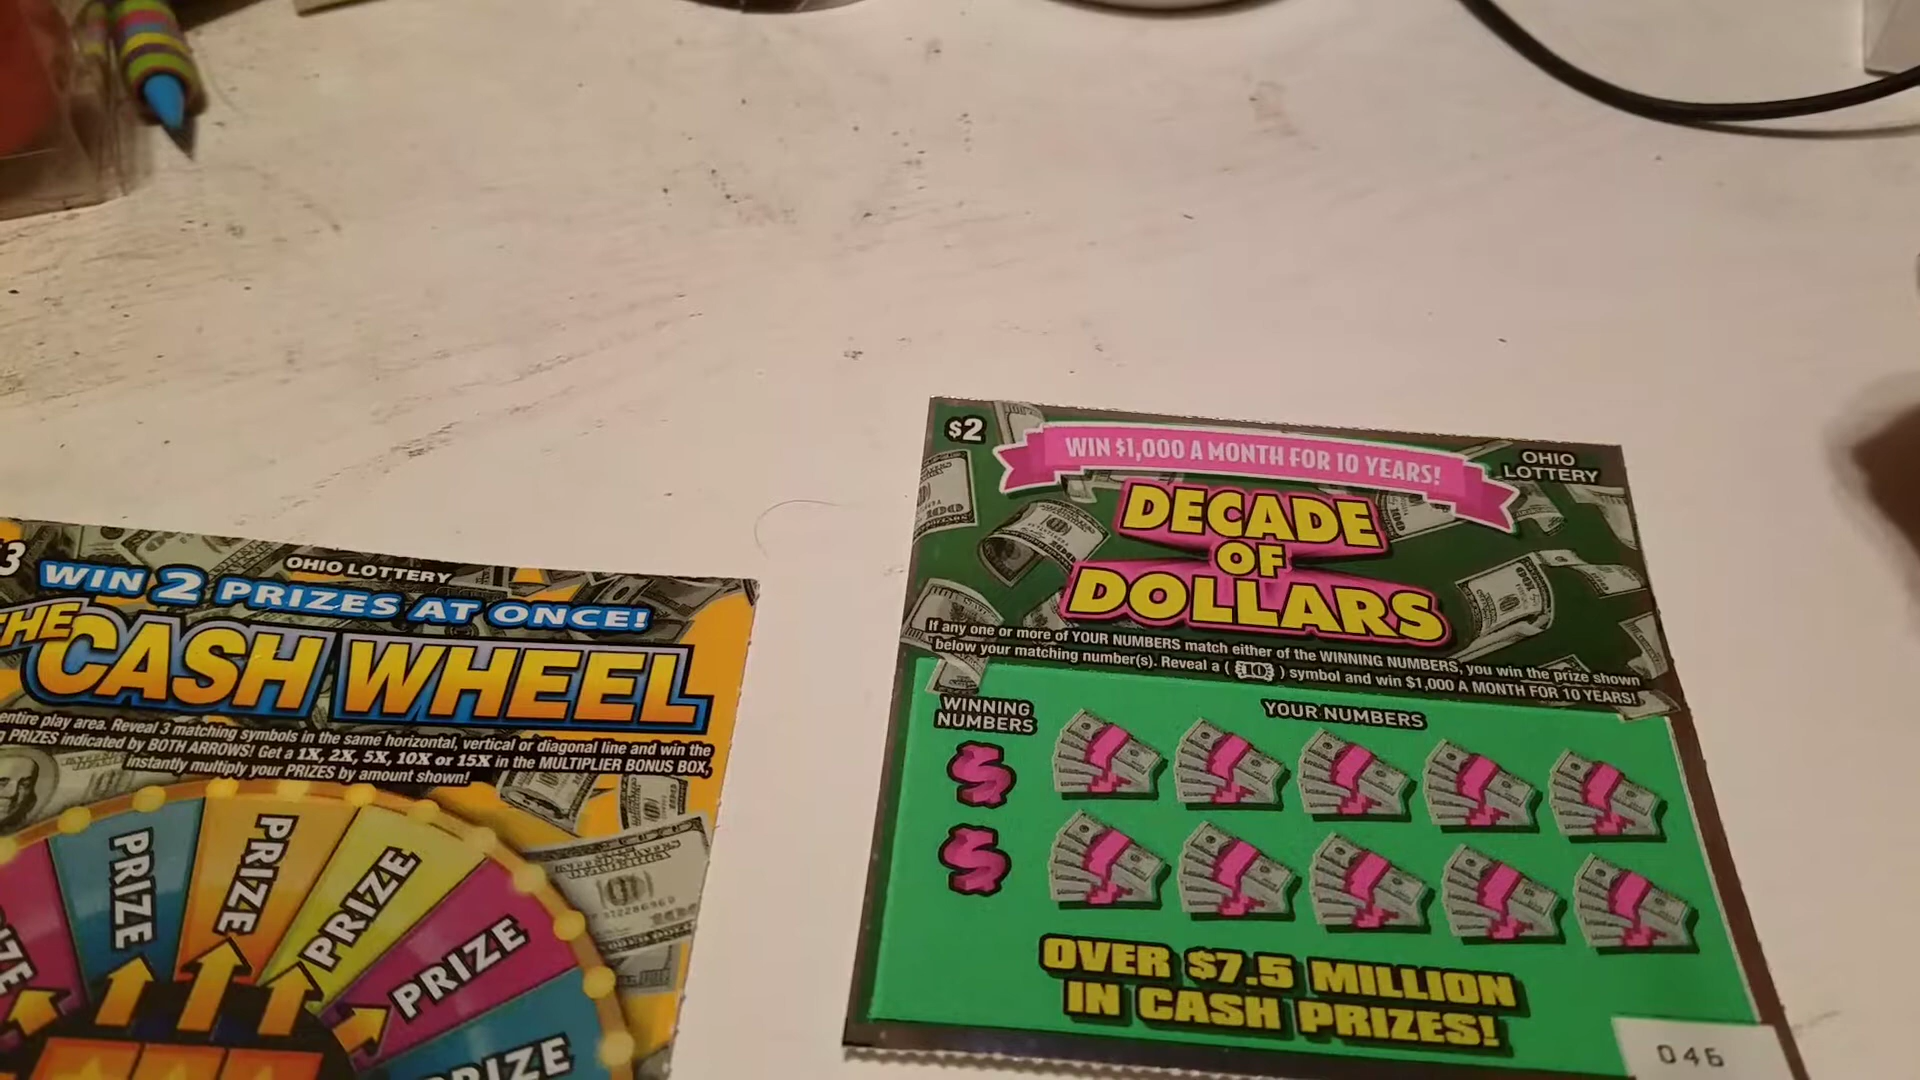 $2
WIN $1,000 A MONTH FOR 10 YEARS!
OHIO
LOTTERY
DECADE
OF
DOLLARS
If any one or more of YOUR NUMBERS match either of the WINNING NUMBERS, you win the prize shown
below your matching number(s). Reveal a ( 10 ) symbol and win $1,000 A MONTH FOR 10 YEARS!
WINNING
NUMBERS
YOUR NUMBERS
OVER $7.5 MILLION
IN CASH PRIZES!
046
3
OHIO LOTTERY
WIN 2 PRIZES AT ONCE!
THE
CASH WHEEL
entire play area. Reveal 3 matching symbols in the same horizontal, vertical or diagonal line and win the
PRIZES indicated by BOTH ARROWS! Get a 1X, 2X, 5X, 10X or 15X in the MULTIPLIER BONUS BOX,
instantly multiply your PRIZES by amount shown!
PRIZE
PRIZE
PRIZE
PRIZE
PRIZE